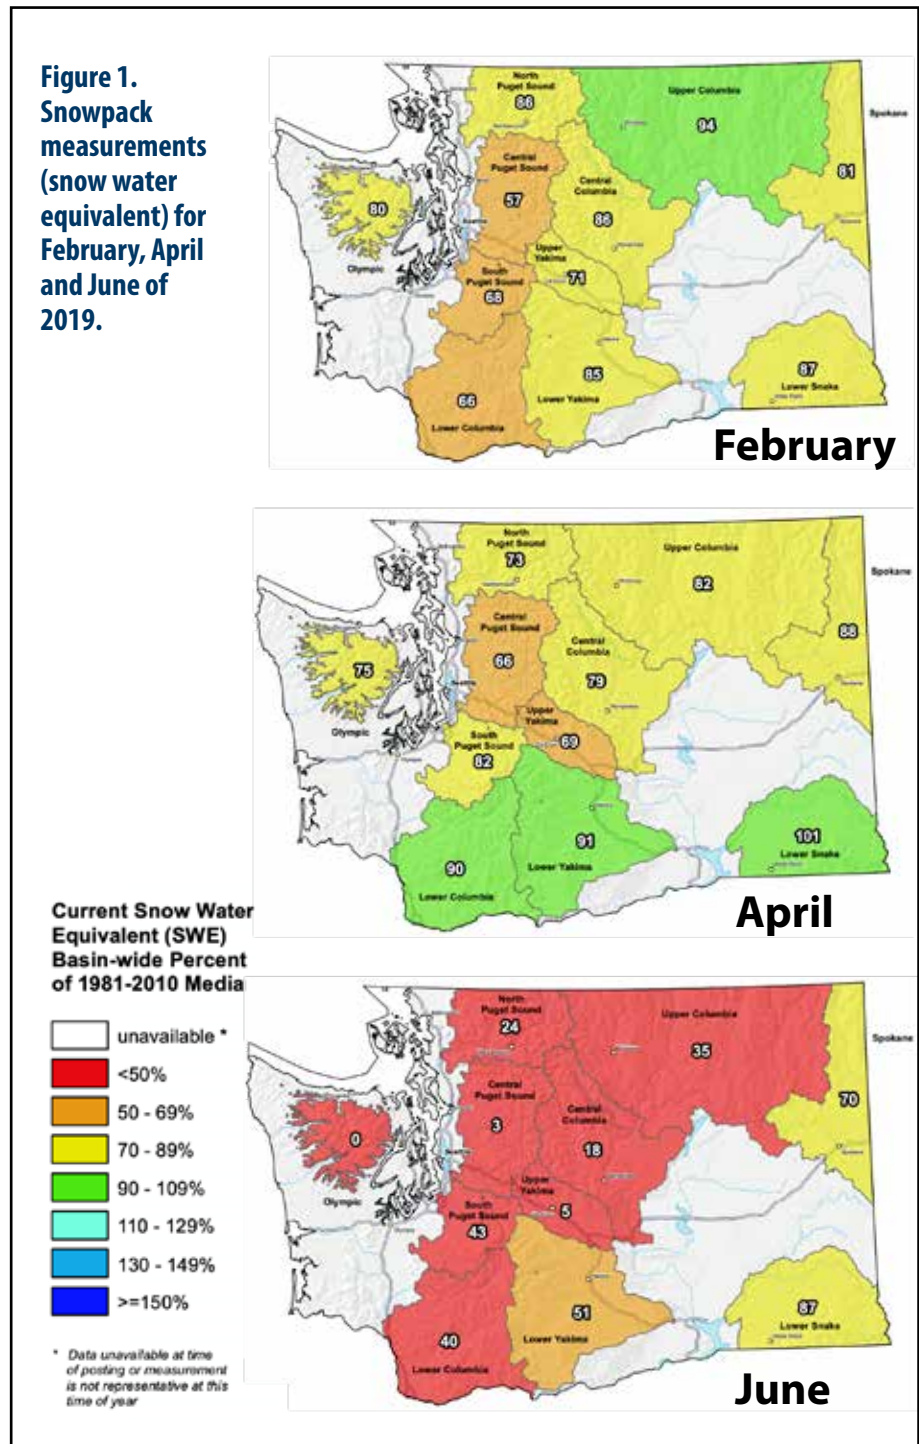 Figure 1.
Snowpack
measurements
(snow water
equivalent) for
February, April
and June of
2019.
North
Puget Sound
86
Upper Columbia
94
Spokane
81
Central
Puget Sound
57
Central
Columbia
86
80
Olympic
Seattle
Upper
Yakima
71
South
Puget Sound
68
85
Lower Yakima
66
Lower Columbia
87
Lower Snake
February
North
Puget Sound
73
Upper Columbia
82
Spokane
88
Central
Puget Sound
66
Central
Columbia
79
75
Olympic
Seattle
Upper
Yakima
69
South
Puget Sound
82
91
Lower Yakima
90
Lower Columbia
101
Lower Snake
April
Current Snow Water
Equivalent (SWE)
Basin-wide Percent
of 1981-2010 Media
unavailable *
<50%
50 - 69%
70 - 89%
90 - 109%
110 - 129%
130 - 149%
>=150%
* Data unavailable at time
of posting or measurement
is not representative at this
time of year
North
Puget Sound
24
Upper Columbia
35
Spokane
70
Central
Puget Sound
3
Central
Columbia
18
0
Olympic
Seattle
Upper
Yakima
5
South
Puget Sound
43
51
Lower Yakima
40
Lower Columbia
87
Lower Snake
June